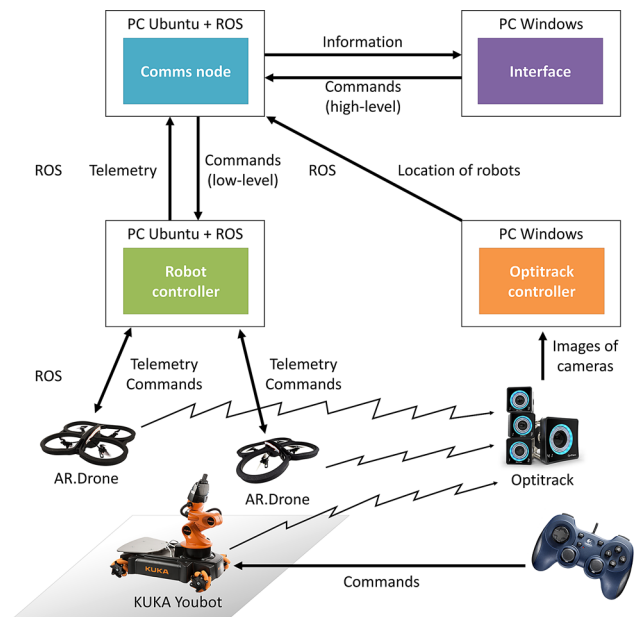 PC Ubuntu + ROS
Comms node
Information
Commands
(high-level)
PC Windows
Interface
ROS
Telemetry
Commands
(low-level)
ROS
Location of robots
PC Ubuntu + ROS
Robot
controller
PC Windows
Optitrack
controller
ROS
Telemetry
Commands
Telemetry
Commands
Images of
cameras
AR.Drone
AR.Drone
Optitrack
KUKA
KUKA Youbot
Commands